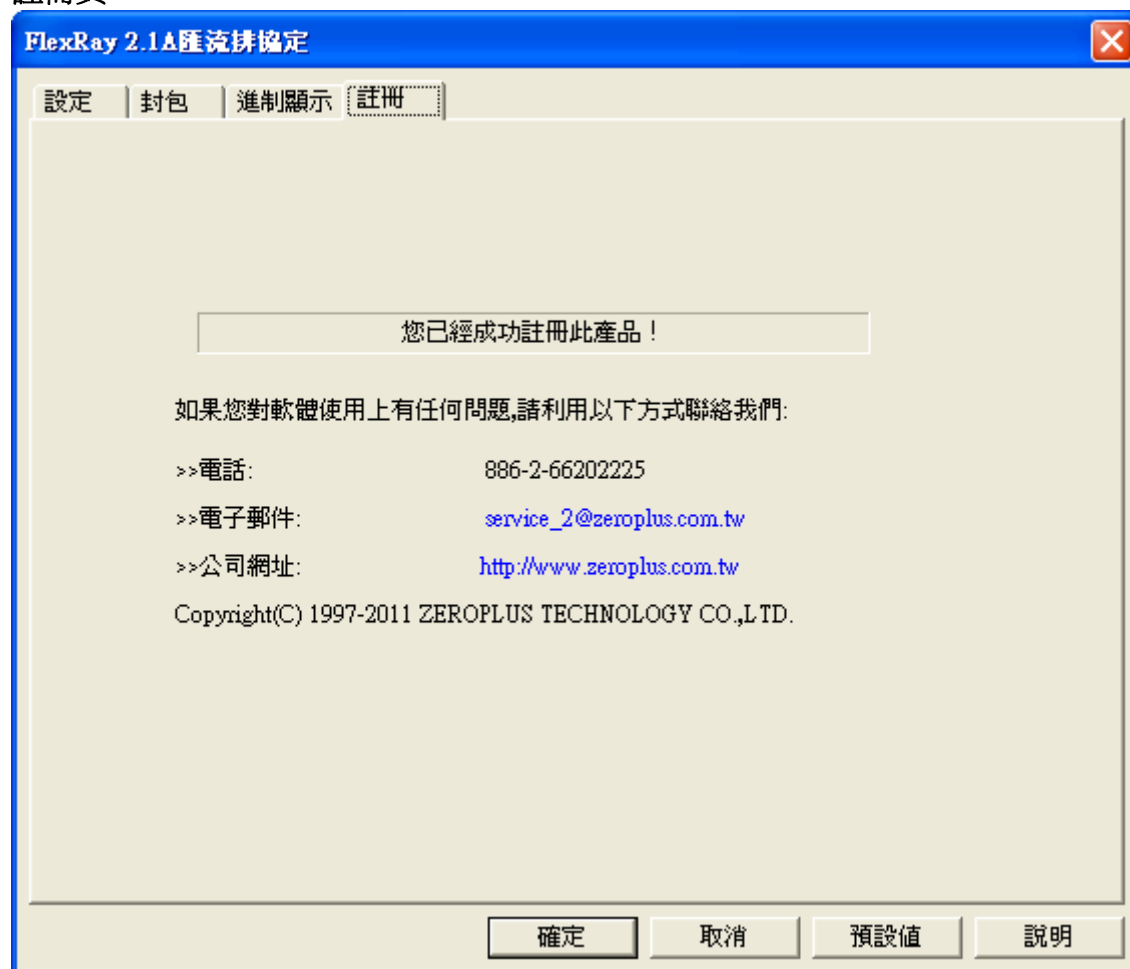 FlexRay 2.1A匯流排協定
設定 封包 進制顯示 註冊
您已經成功註冊此產品！
如果您對軟體使用上有任何問題,請利用以下方式聯絡我們:
>>電話: 886-2-66202225
>>電子郵件: service_2@zeroplus.com.tw
>>公司網址: http://www.zeroplus.com.tw
Copyright(C) 1997-2011 ZEROPLUS TECHNOLOGY CO.,LTD.
確定 取消 預設值 說明